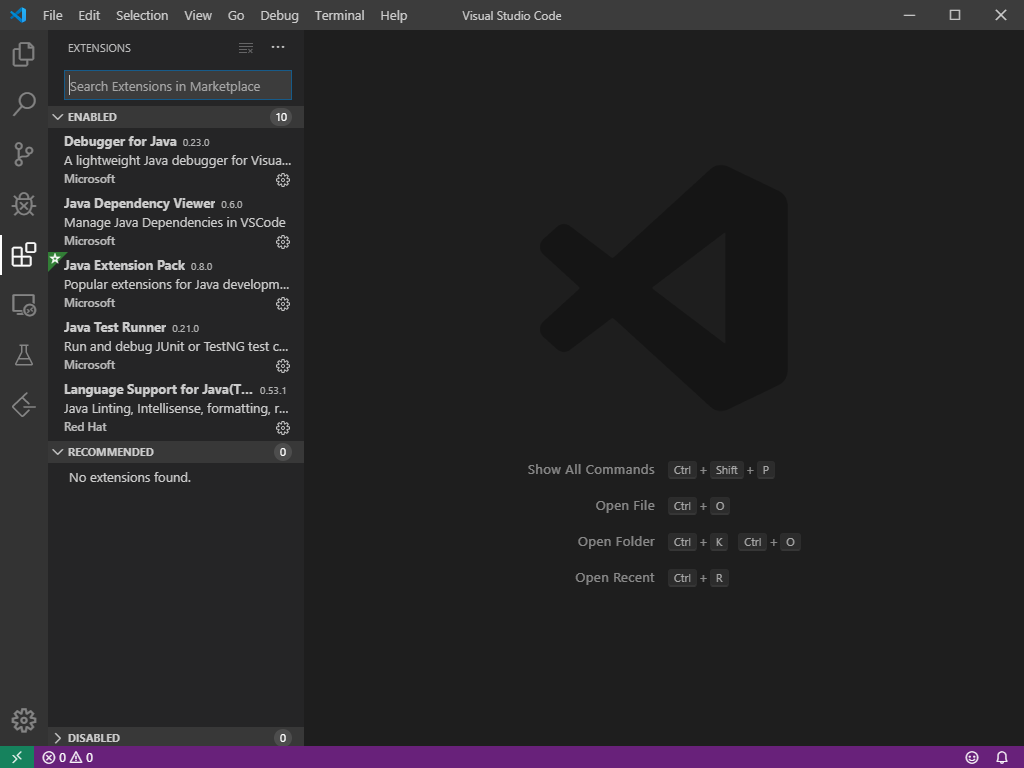 File Edit Selection View Go Debug Terminal Help Visual Studio Code
EXTENSIONS
Search Extensions in Marketplace
ENABLED 10
Debugger for Java 0.23.0
A lightweight Java debugger for Visua...
Microsoft
Java Dependency Viewer 0.6.0
Manage Java Dependencies in VSCode
Microsoft
Java Extension Pack 0.8.0
Popular extensions for Java developm...
Microsoft
Java Test Runner 0.21.0
Run and debug JUnit or TestNG test c...
Microsoft
Language Support for Java(T... 0.53.1
Java Linting, Intellisense, formatting, r...
Red Hat
RECOMMENDED 0
No extensions found.
DISABLED 0
Show All Commands Ctrl + Shift + P
Open File Ctrl + O
Open Folder Ctrl + K Ctrl + O
Open Recent Ctrl + R
0 0